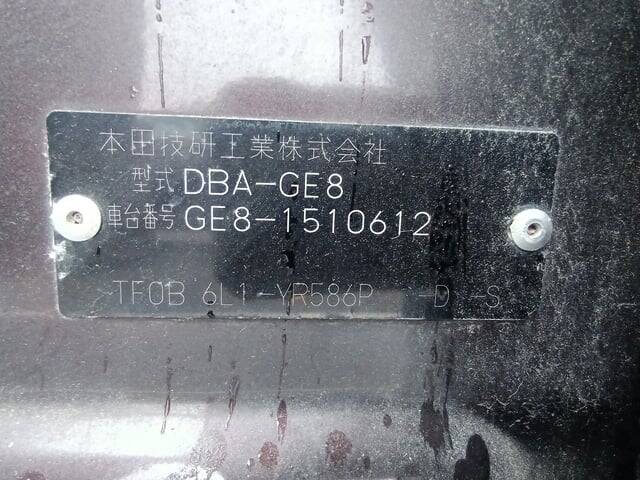 本田技研工業株式会社
型式 DBA-GE8
車台番号 GE8-1510612
TF0B 6L1-YR586P -D -S